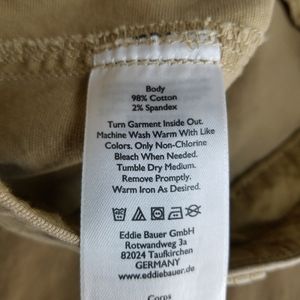 Body
98% Cotton
2% Spandex
Turn Garment Inside Out.
Machine Wash Warm With Like
Colors. Only Non-Chlorine
Bleach When Needed.
Tumble Dry Medium.
Remove Promptly.
Warm Iron As Desired.
Eddie Bauer GmbH
Rotwandweg 3a
82024 Taufkirchen
GERMANY
www.eddiebauer.de
Corps